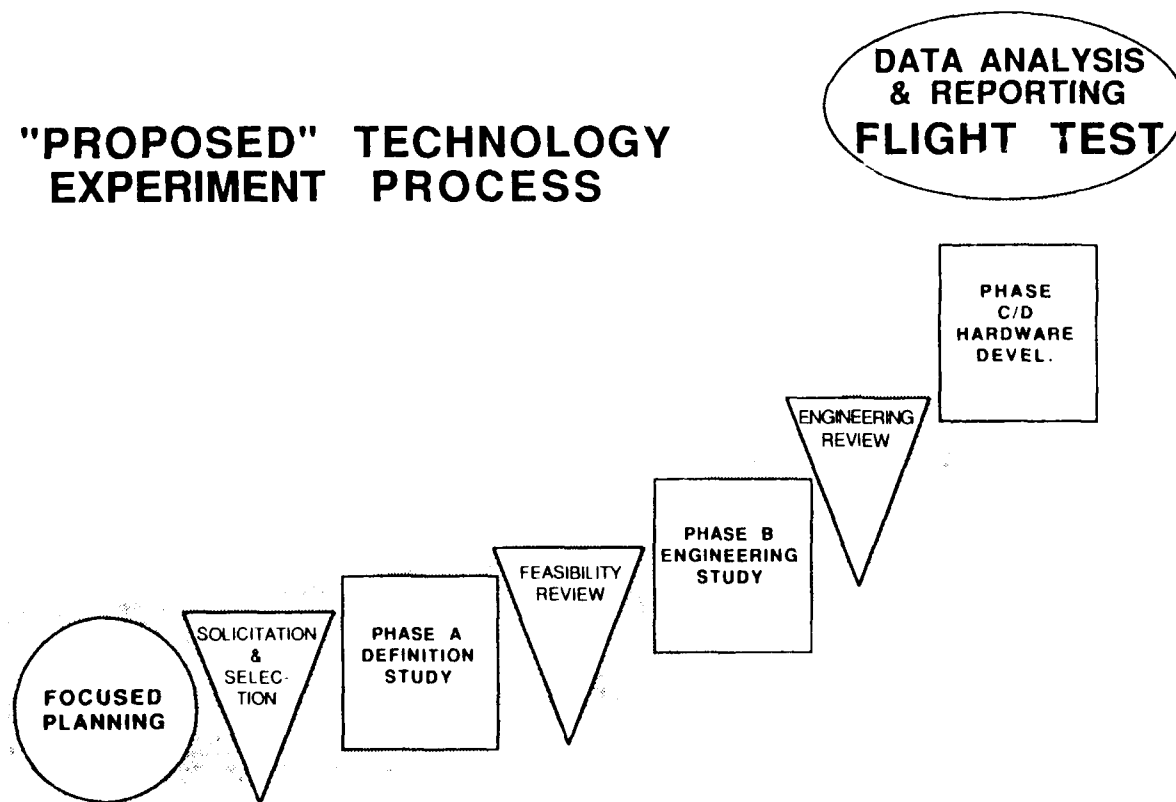 "PROPOSED" TECHNOLOGY
EXPERIMENT PROCESS
DATA ANALYSIS
& REPORTING
FLIGHT TEST
FOCUSED
PLANNING
SOLICITATION
&
SELEC-
TION
PHASE A
DEFINITION
STUDY
FEASIBILITY
REVIEW
PHASE B
ENGINEERING
STUDY
ENGINEERING
REVIEW
PHASE
C/D
HARDWARE
DEVEL.